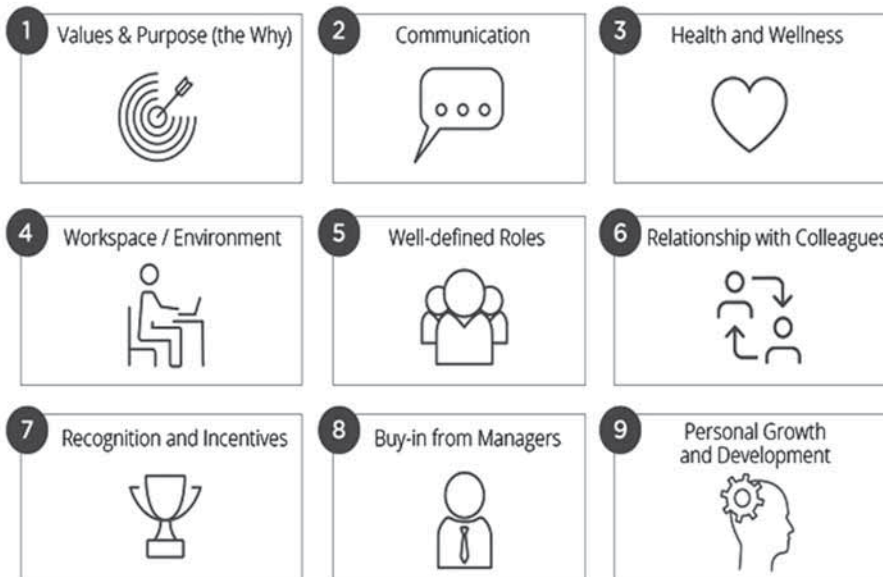 1 Values & Purpose (the Why)
2 Communication
3 Health and Wellness
4 Workspace / Environment
5 Well-defined Roles
6 Relationship with Colleagues
7 Recognition and Incentives
8 Buy-in from Managers
9 Personal Growth
and Development